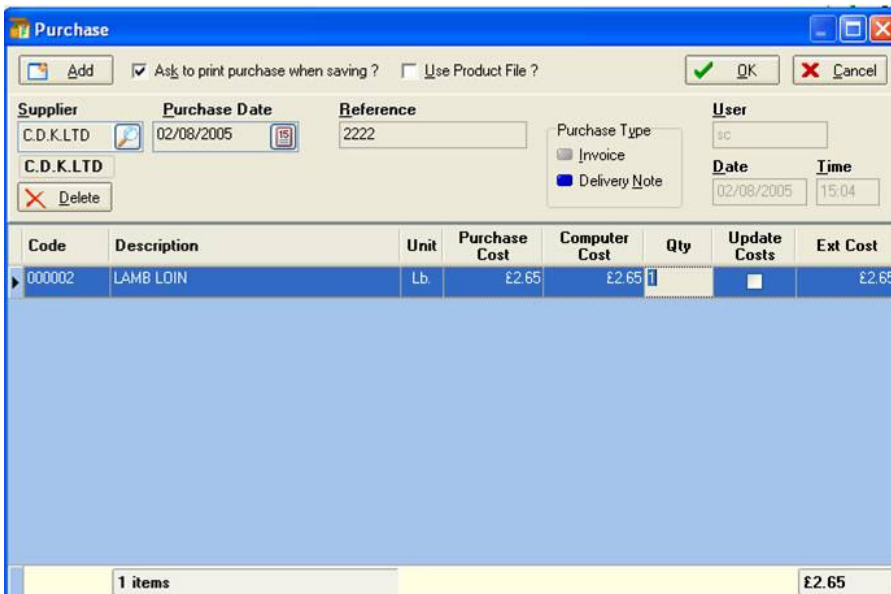 Purchase
Add Ask to print purchase when saving ? Use Product File ? OK Cancel
Supplier Purchase Date Reference User
C.D.K.LTD 02/08/2005 15 2222 Purchase Type sc
C.D.K.LTD Invoice Date Time
Delete Delivery Note 02/08/2005 15:04
Code Description Unit Purchase Cost Computer Cost Qty Update Costs Ext Cost
000002 LAMB LOIN Lb. £2.65 £2.65 1 £2.65
1 items £2.65